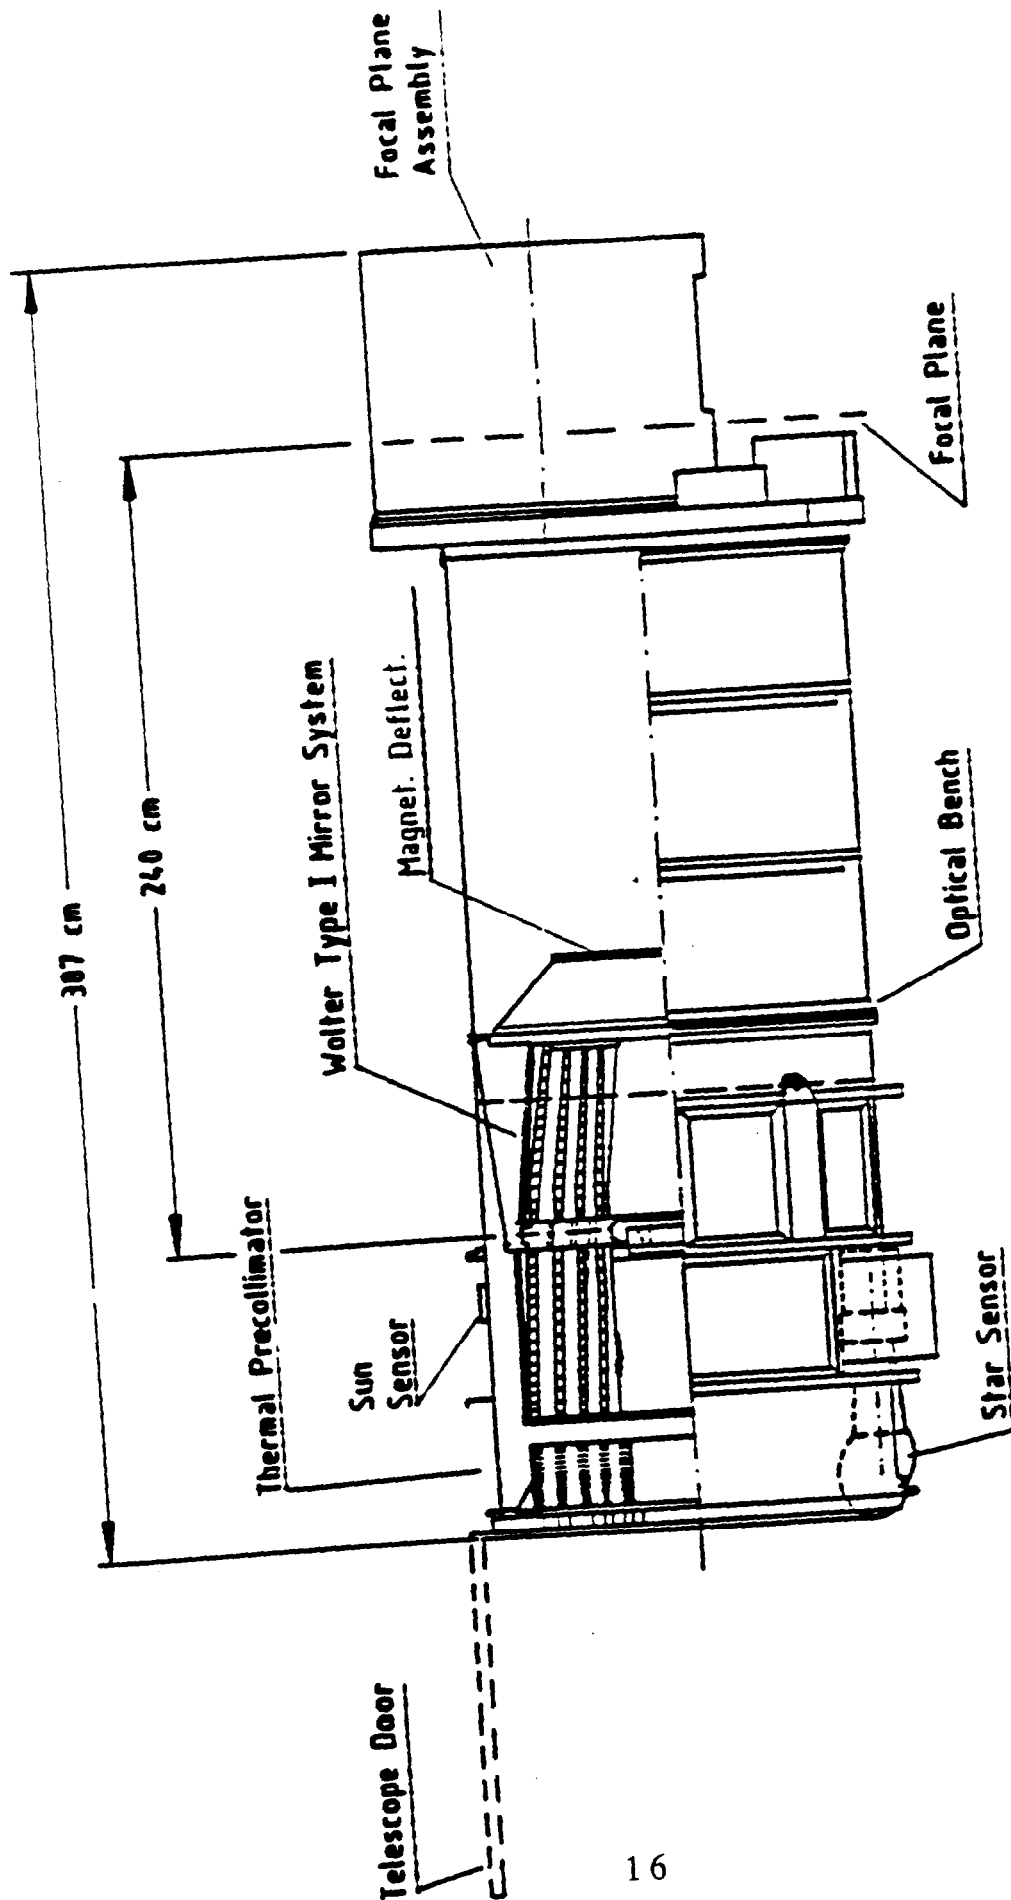 387 cm
240 cm
Focal Plane
Assembly
Wolter Type I Mirror System
Magnet. Deflect.
Thermal Precollimator
Sun
Sensor
Telescope Door
Focal Plane
Optical Bench
Star Sensor
16